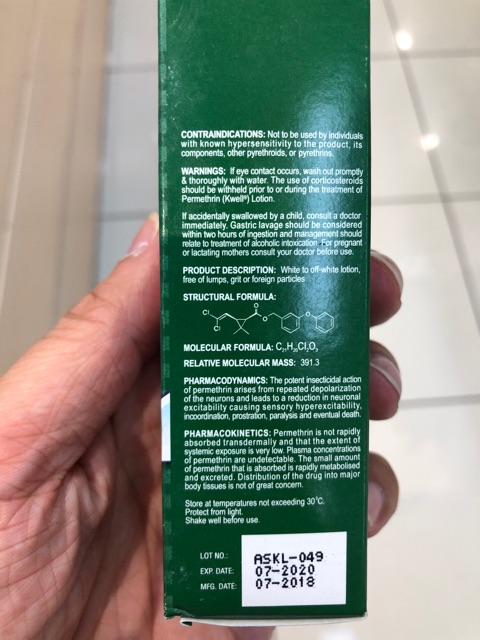 CONTRAINDICATIONS: Not to be used by individuals
with known hypersensitivity to the product, its
components, other pyrethroids, or pyrethrins.
WARNINGS: If eye contact occurs, wash out promptly
& thoroughly with water. The use of corticosteroids
should be withheld prior to or during the treatment of
Permethrin (Kwell®) Lotion.
If accidentally swallowed by a child, consult a doctor
immediately. Gastric lavage should be considered
within two hours of ingestion and management should
relate to treatment of alcoholic intoxication. For pregnant
or lactating mothers consult your doctor before use.
PRODUCT DESCRIPTION: White to off-white lotion,
free of lumps, grit or foreign particles
STRUCTURAL FORMULA:
Cl
Cl
O
O
O
MOLECULAR FORMULA: C₂₁H₂₀Cl₂O₃
RELATIVE MOLECULAR MASS: 391.3
PHARMACODYNAMICS: The potent insecticidal action
of permethrin arises from repeated depolarization
of the neurons and leads to a reduction in neuronal
excitability causing sensory hyperexcitability,
incoordination, prostration, paralysis and eventual death.
PHARMACOKINETICS: Permethrin is not rapidly
absorbed transdermally and that the extent of
systemic exposure is very low. Plasma concentrations
of permethrin are undetectable. The small amount
of permethrin that is absorbed is rapidly metabolised
and excreted. Distribution of the drug into major
body tissues is not of great concern.
Store at temperatures not exceeding 30°C.
Protect from light.
Shake well before use.
LOT NO.: ASKL-049
EXP. DATE: 07-2020
MFG. DATE: 07-2018